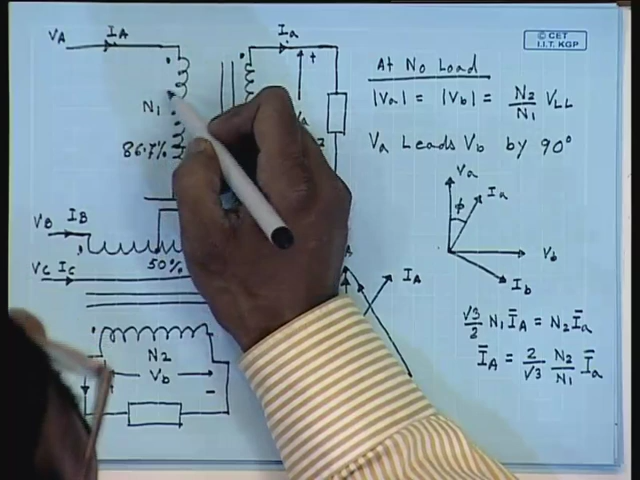 VA
IA
Ia
+
N1
86.7%
VB IB
50%
VC IC
N2
Vb
-
© CET
I.I.T. KGP
At No Load
|Va| = |Vb| = N2/N1 VLL
Va Leads Vb by 90°
Va
Ia
φ
Vb
Ib
IA
√3/2 N1 ĪA = N2 Īa
ĪA = 2/√3 N2/N1 Īa